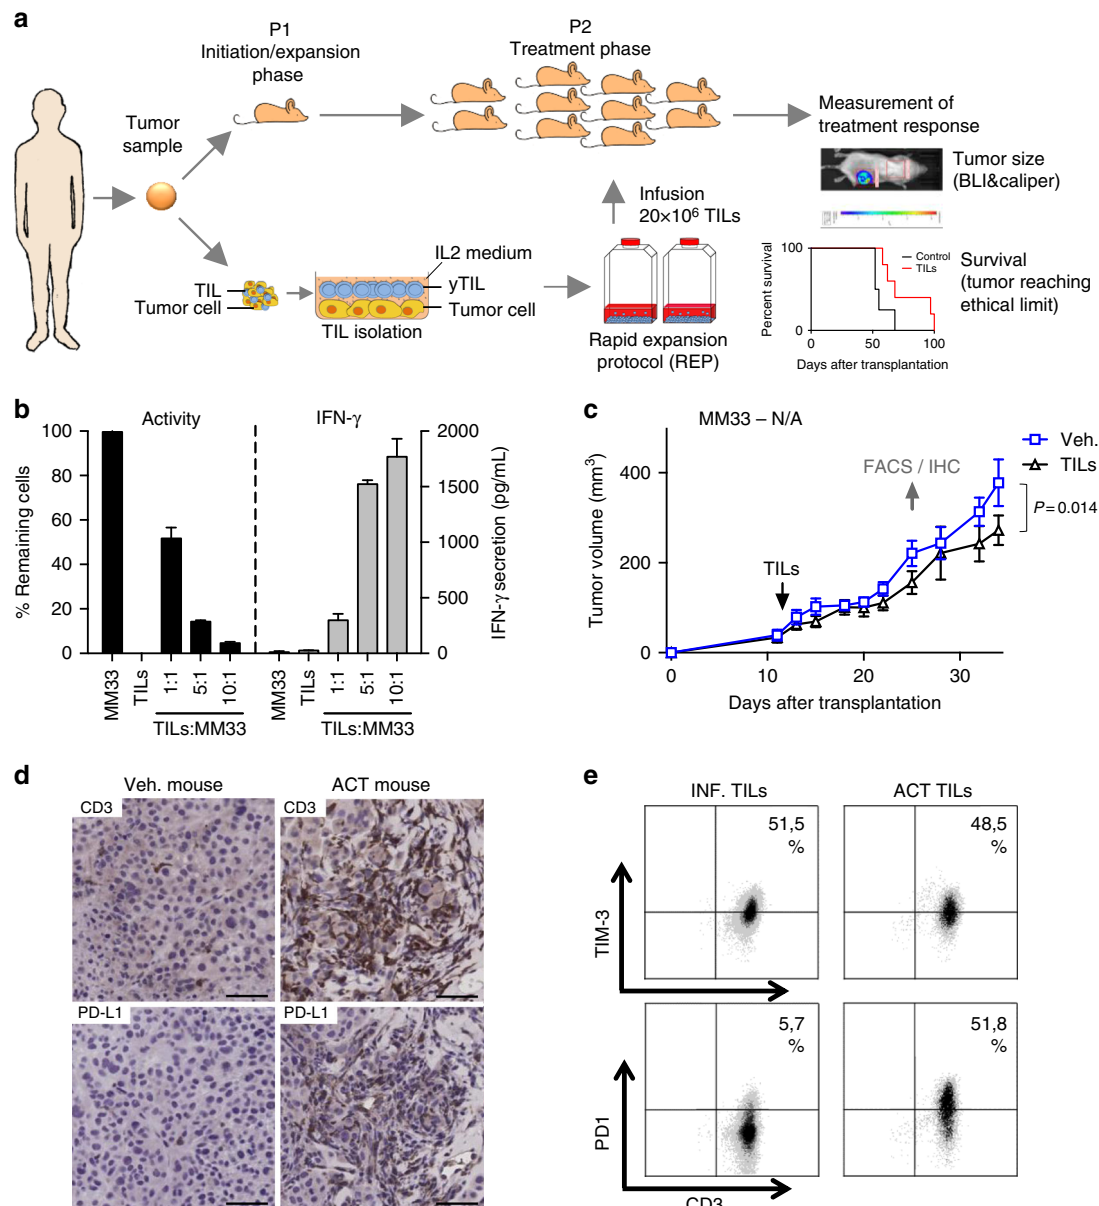 a
P1
Initiation/expansion
phase
P2
Treatment phase
Tumor
sample
Measurement of
treatment response
Tumor size
(BLI&caliper)
Infusion
20×10⁶ TILs
IL2 medium
TIL
Tumor cell
yTIL
Tumor cell
TIL isolation
Rapid expansion
protocol (REP)
Percent survival
100
50
0
Control
TILs
0
50
100
Days after transplantation
Survival
(tumor reaching
ethical limit)
b
Activity
IFN-γ
% Remaining cells
100
80
60
40
20
0
2000
1500
1000
500
0
IFN-γ secretion (pg/mL)
MM33
TILs
1:1
5:1
10:1
TILs:MM33
MM33
TILs
1:1
5:1
10:1
TILs:MM33
c
MM33 – N/A
Veh.
TILs
FACS / IHC
P=0.014
TILs
Tumor volume (mm³)
400
200
0
0
10
20
30
Days after transplantation
d
Veh. mouse
ACT mouse
CD3
CD3
PD-L1
PD-L1
e
INF. TILs
ACT TILs
51,5
%
48,5
%
TIM-3
5,7
%
51,8
%
PD1
CD3